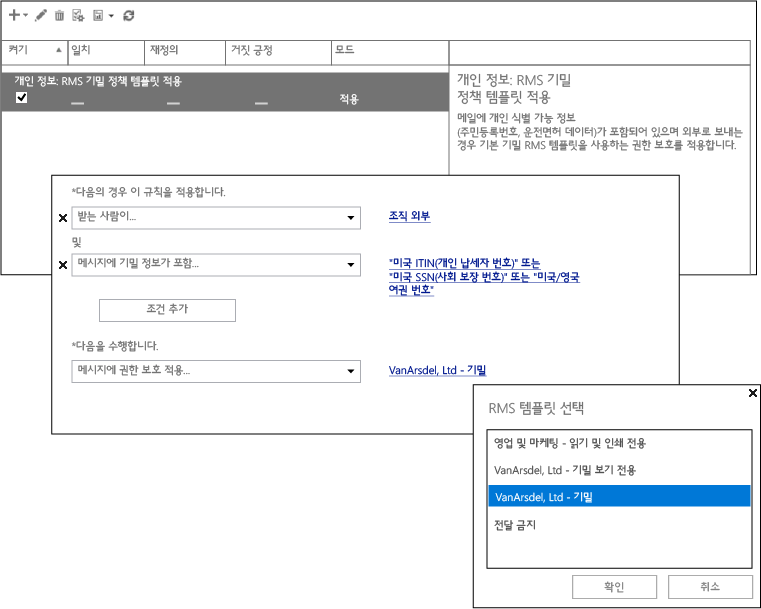 켜기
일치
재정의
거짓 긍정
모드
개인 정보: RMS 기밀 정책 템플릿 적용
적용
개인 정보: RMS 기밀
정책 템플릿 적용
메일에 개인 식별 가능 정보
(주민등록번호, 운전면허 데이터)가 포함되어 있으며 외부로 보내는
경우 기본 기밀 RMS 템플릿을 사용하는 권한 보호를 적용합니다.
*다음의 경우 이 규칙을 적용합니다.
받는 사람이...
조직 외부
및
메시지에 기밀 정보가 포함...
"미국 ITIN(개인 납세자 번호)" 또는
"미국 SSN(사회 보장 번호)" 또는 "미국/영국
여권 번호"
조건 추가
*다음을 수행합니다.
메시지에 권한 보호 적용...
VanArsdel, Ltd - 기밀
RMS 템플릿 선택
영업 및 마케팅 - 읽기 및 인쇄 전용
VanArsdel, Ltd - 기밀 보기 전용
VanArsdel, Ltd - 기밀
전달 금지
확인
취소